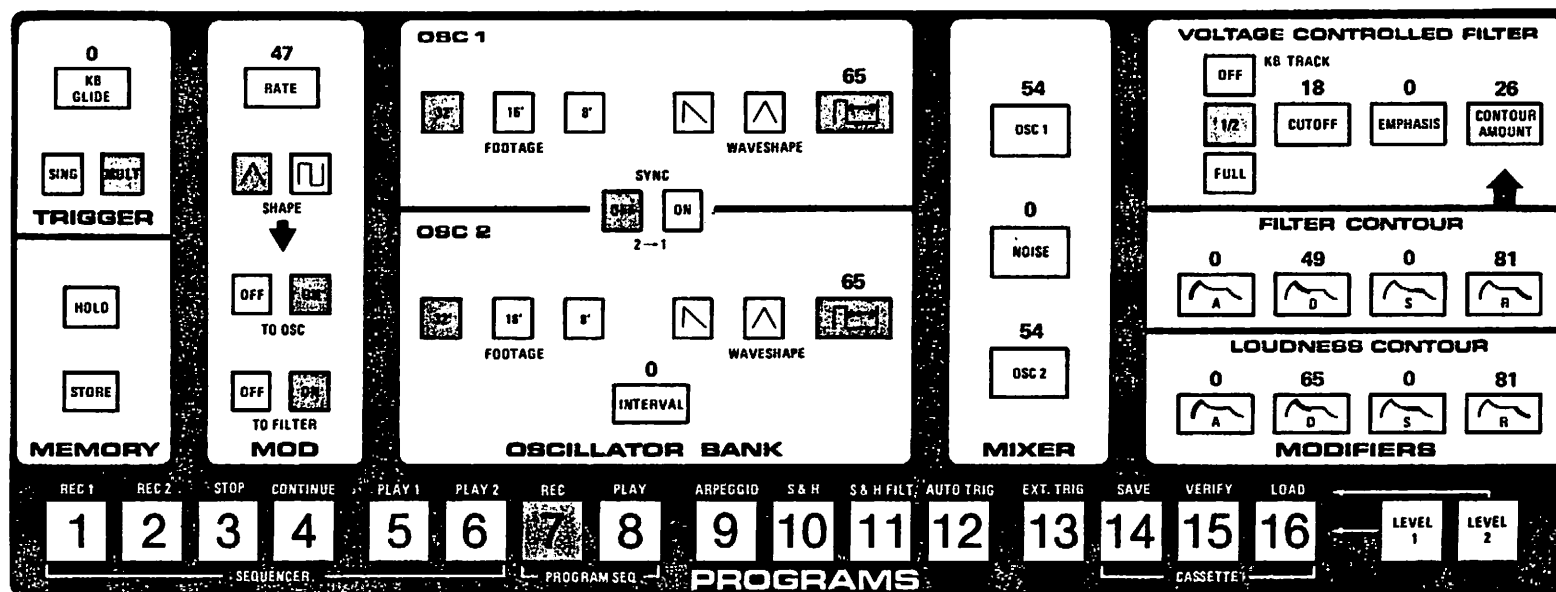 0
KB
GLIDE
SING MULT
TRIGGER
HOLD
STORE
MEMORY
47
RATE
SHAPE
OFF ON
TO OSC
OFF ON
TO FILTER
MOD
OSC 1
65
32' 16' 8'
FOOTAGE
WAVESHAPE
SYNC
OFF ON
2→1
OSC 2
65
32' 16' 8'
FOOTAGE
WAVESHAPE
0
INTERVAL
OSCILLATOR BANK
54
OSC 1
0
NOISE
54
OSC 2
MIXER
VOLTAGE CONTROLLED FILTER
KB TRACK
OFF
1/2
FULL
18 0 26
CUTOFF EMPHASIS CONTOUR
AMOUNT
FILTER CONTOUR
0 49 0 81
A D S R
LOUDNESS CONTOUR
0 65 0 81
A D S R
MODIFIERS
REC 1 REC 2 STOP CONTINUE PLAY 1 PLAY 2 REC PLAY ARPEGGIO S & H S & H FILT. AUTO TRIG EXT. TRIG SAVE VERIFY LOAD
1 2 3 4 5 6 7 8 9 10 11 12 13 14 15 16
LEVEL
1
LEVEL
2
SEQUENCER PROGRAM SEQ PROGRAMS CASSETTE